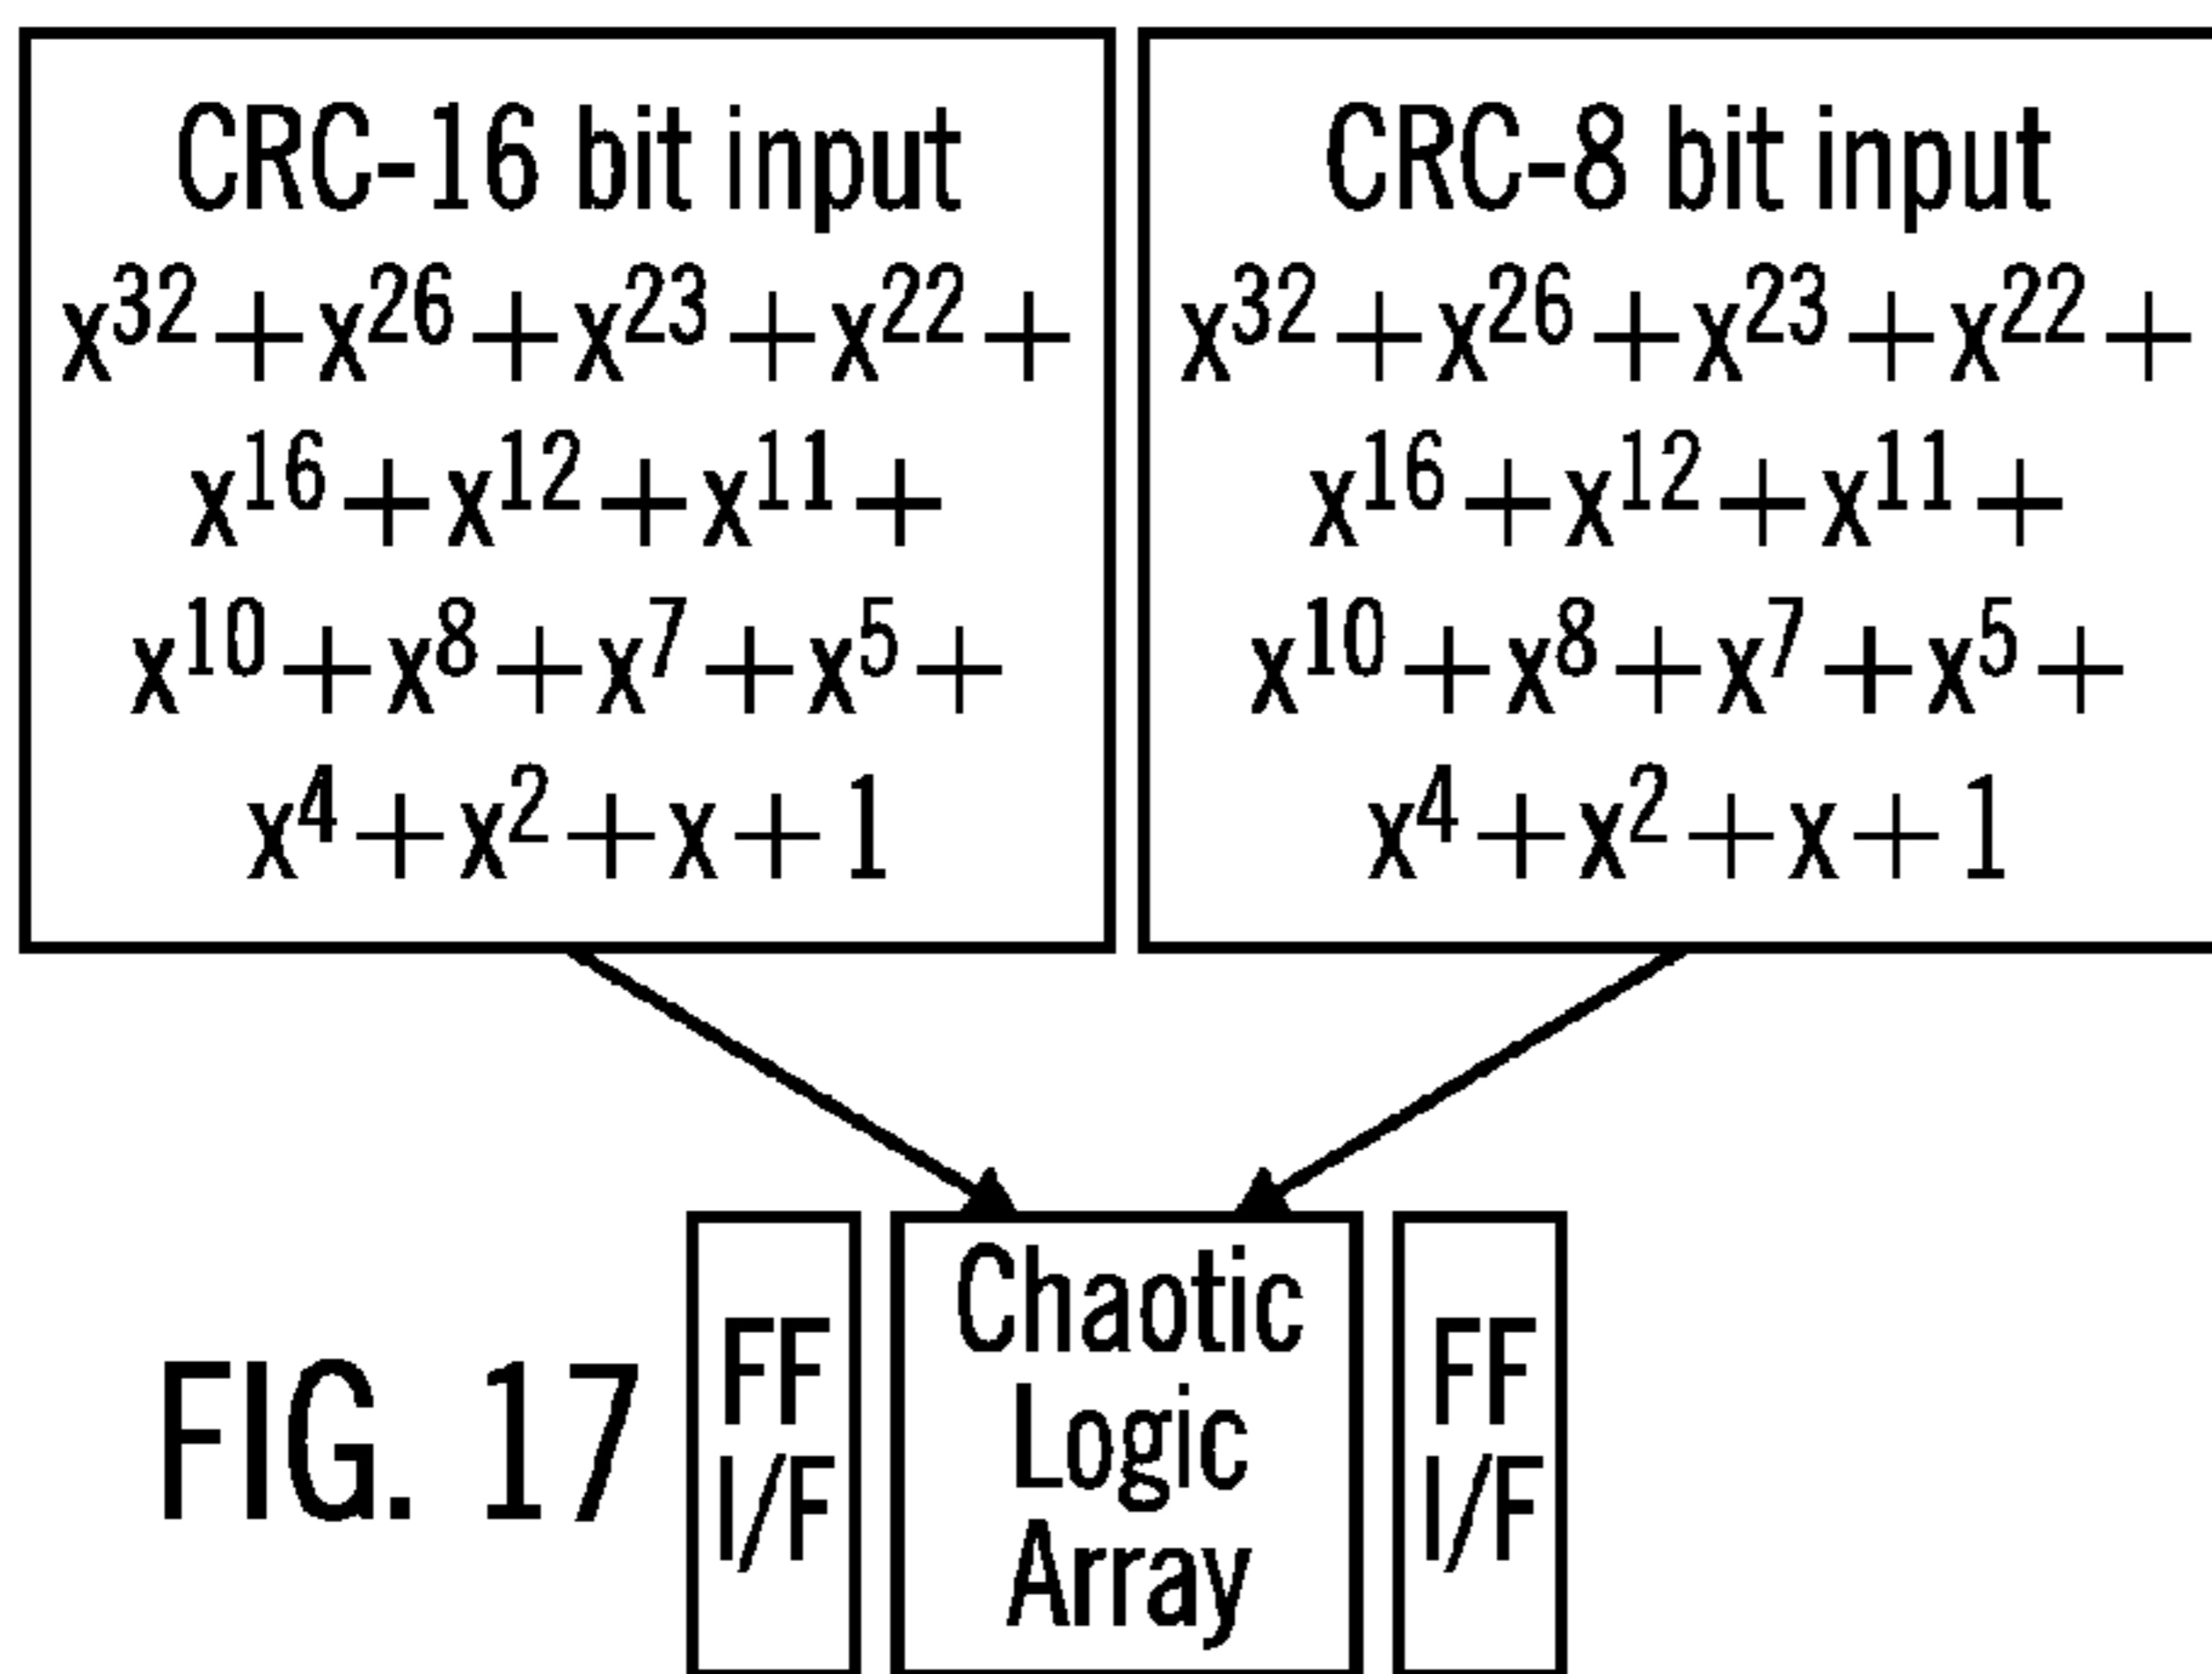 CRC-16 bit input
x³²+x²⁶+x²³+x²²+
x¹⁶+x¹²+x¹¹+
x¹⁰+x⁸+x⁷+x⁵+
x⁴+x²+x+1
CRC-8 bit input
x³²+x²⁶+x²³+x²²+
x¹⁶+x¹²+x¹¹+
x¹⁰+x⁸+x⁷+x⁵+
x⁴+x²+x+1
FIG. 17
FF
I/F
Chaotic
Logic
Array
FF
I/F